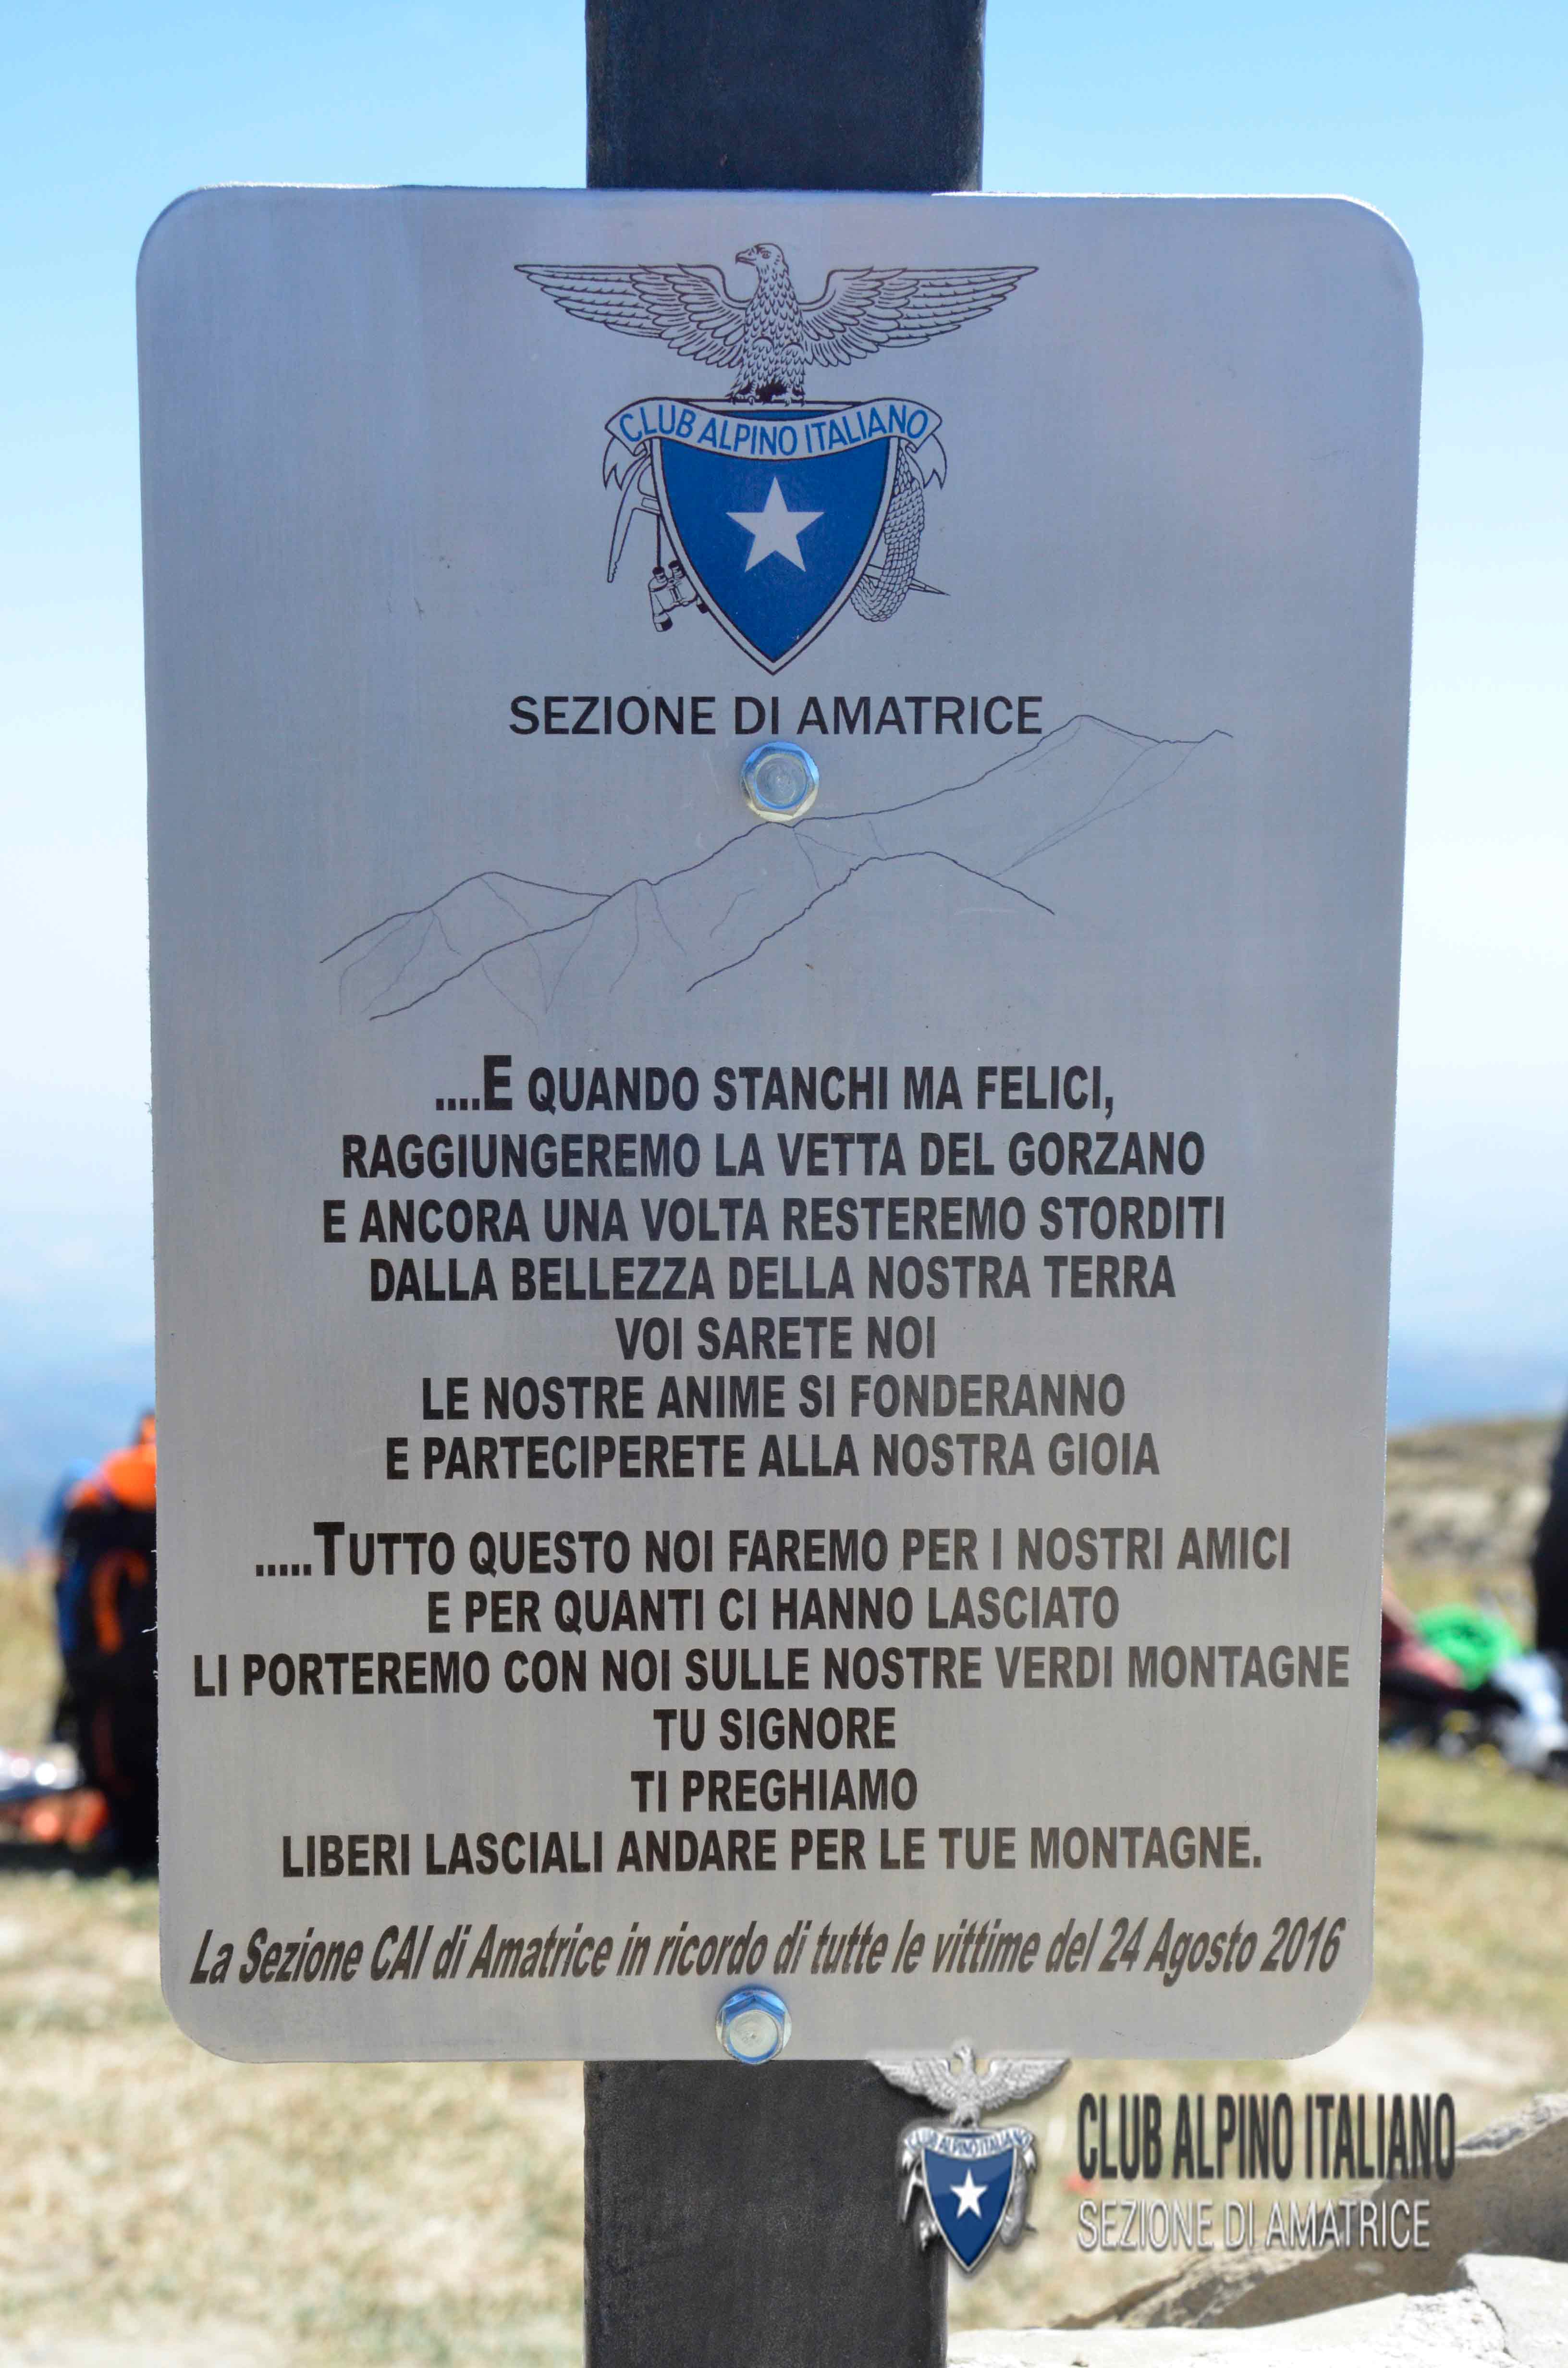 CLUB ALPINO ITALIANO
SEZIONE DI AMATRICE
....E QUANDO STANCHI MA FELICI,
RAGGIUNGEREMO LA VETTA DEL GORZANO
E ANCORA UNA VOLTA RESTEREMO STORDITI
DALLA BELLEZZA DELLA NOSTRA TERRA
VOI SARETE NOI
LE NOSTRE ANIME SI FONDERANNO
E PARTECIPERETE ALLA NOSTRA GIOIA
.....TUTTO QUESTO NOI FAREMO PER I NOSTRI AMICI
E PER QUANTI CI HANNO LASCIATO
LI PORTEREMO CON NOI SULLE NOSTRE VERDI MONTAGNE
TU SIGNORE
TI PREGHIAMO
LIBERI LASCIALI ANDARE PER LE TUE MONTAGNE.
La Sezione CAI di Amatrice in ricordo di tutte le vittime del 24 Agosto 2016
CLUB ALPINO ITALIANO
CLUB ALPINO ITALIANO
SEZIONE DI AMATRICE